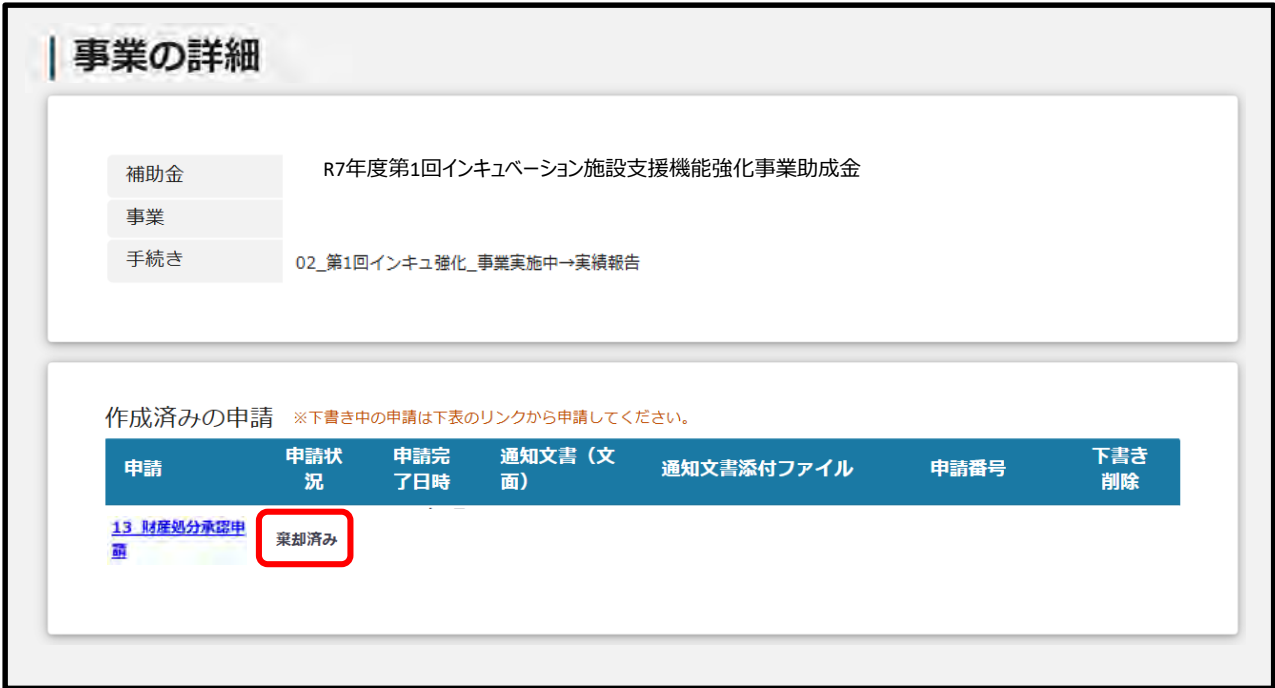 事業の詳細
補助金
R7年度第1回インキュベーション施設支援機能強化事業助成金
事業
手続き
02_第1回インキュ強化_事業実施中→実績報告
作成済みの申請 ※下書き中の申請は下表のリンクから申請してください。
申請
申請状
況
申請完
了日時
通知文書（文
面）
通知文書添付ファイル
申請番号
下書き
削除
13_財産処分承認申
請
棄却済み